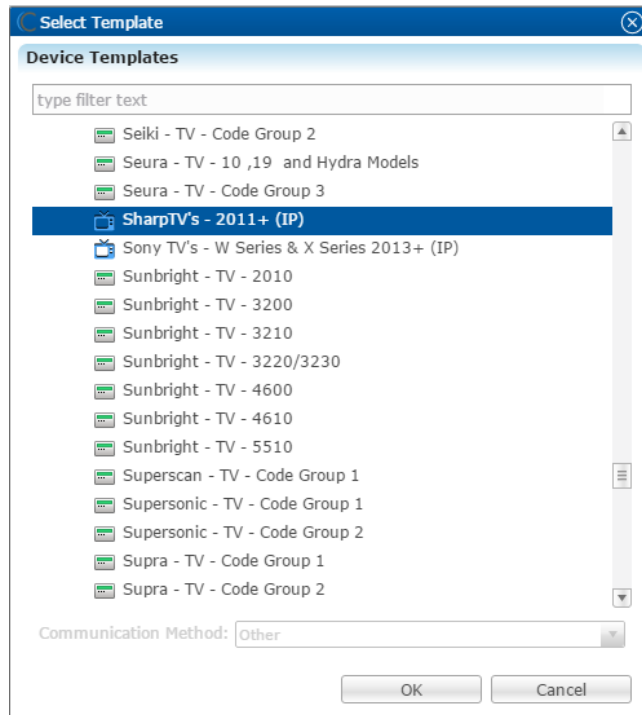 Select Template
Device Templates
type filter text
Seiki - TV - Code Group 2
Seura - TV - 10 ,19  and Hydra Models
Seura - TV - Code Group 3
SharpTV's - 2011+ (IP)
Sony TV's - W Series & X Series 2013+ (IP)
Sunbright - TV - 2010
Sunbright - TV - 3200
Sunbright - TV - 3210
Sunbright - TV - 3220/3230
Sunbright - TV - 4600
Sunbright - TV - 4610
Sunbright - TV - 5510
Superscan - TV - Code Group 1
Supersonic - TV - Code Group 1
Supersonic - TV - Code Group 2
Supra - TV - Code Group 1
Supra - TV - Code Group 2
Communication Method: Other
OK Cancel